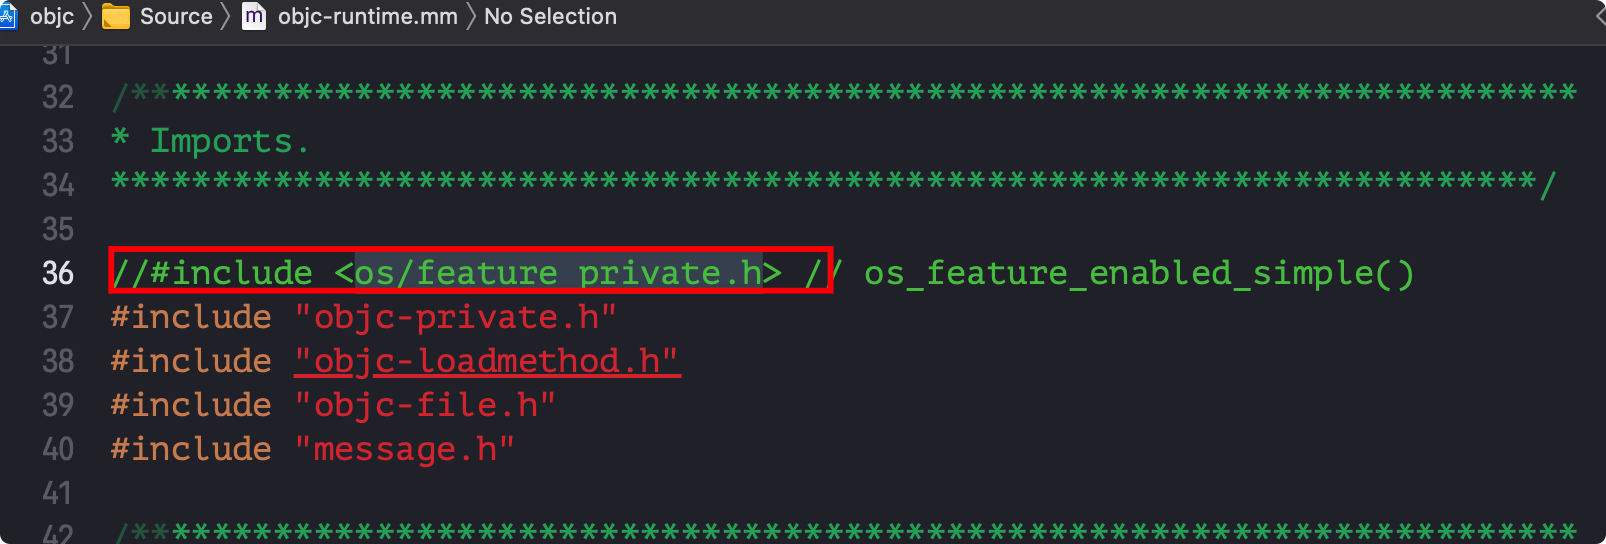 objc Source objc-runtime.mm No Selection
31
32 /***********************************************************************
33 * Imports.
34 **********************************************************************/
35
36 //#include <os/feature_private.h> // os_feature_enabled_simple()
37 #include "objc-private.h"
38 #include "objc-loadmethod.h"
39 #include "objc-file.h"
40 #include "message.h"
41
42 /***********************************************************************